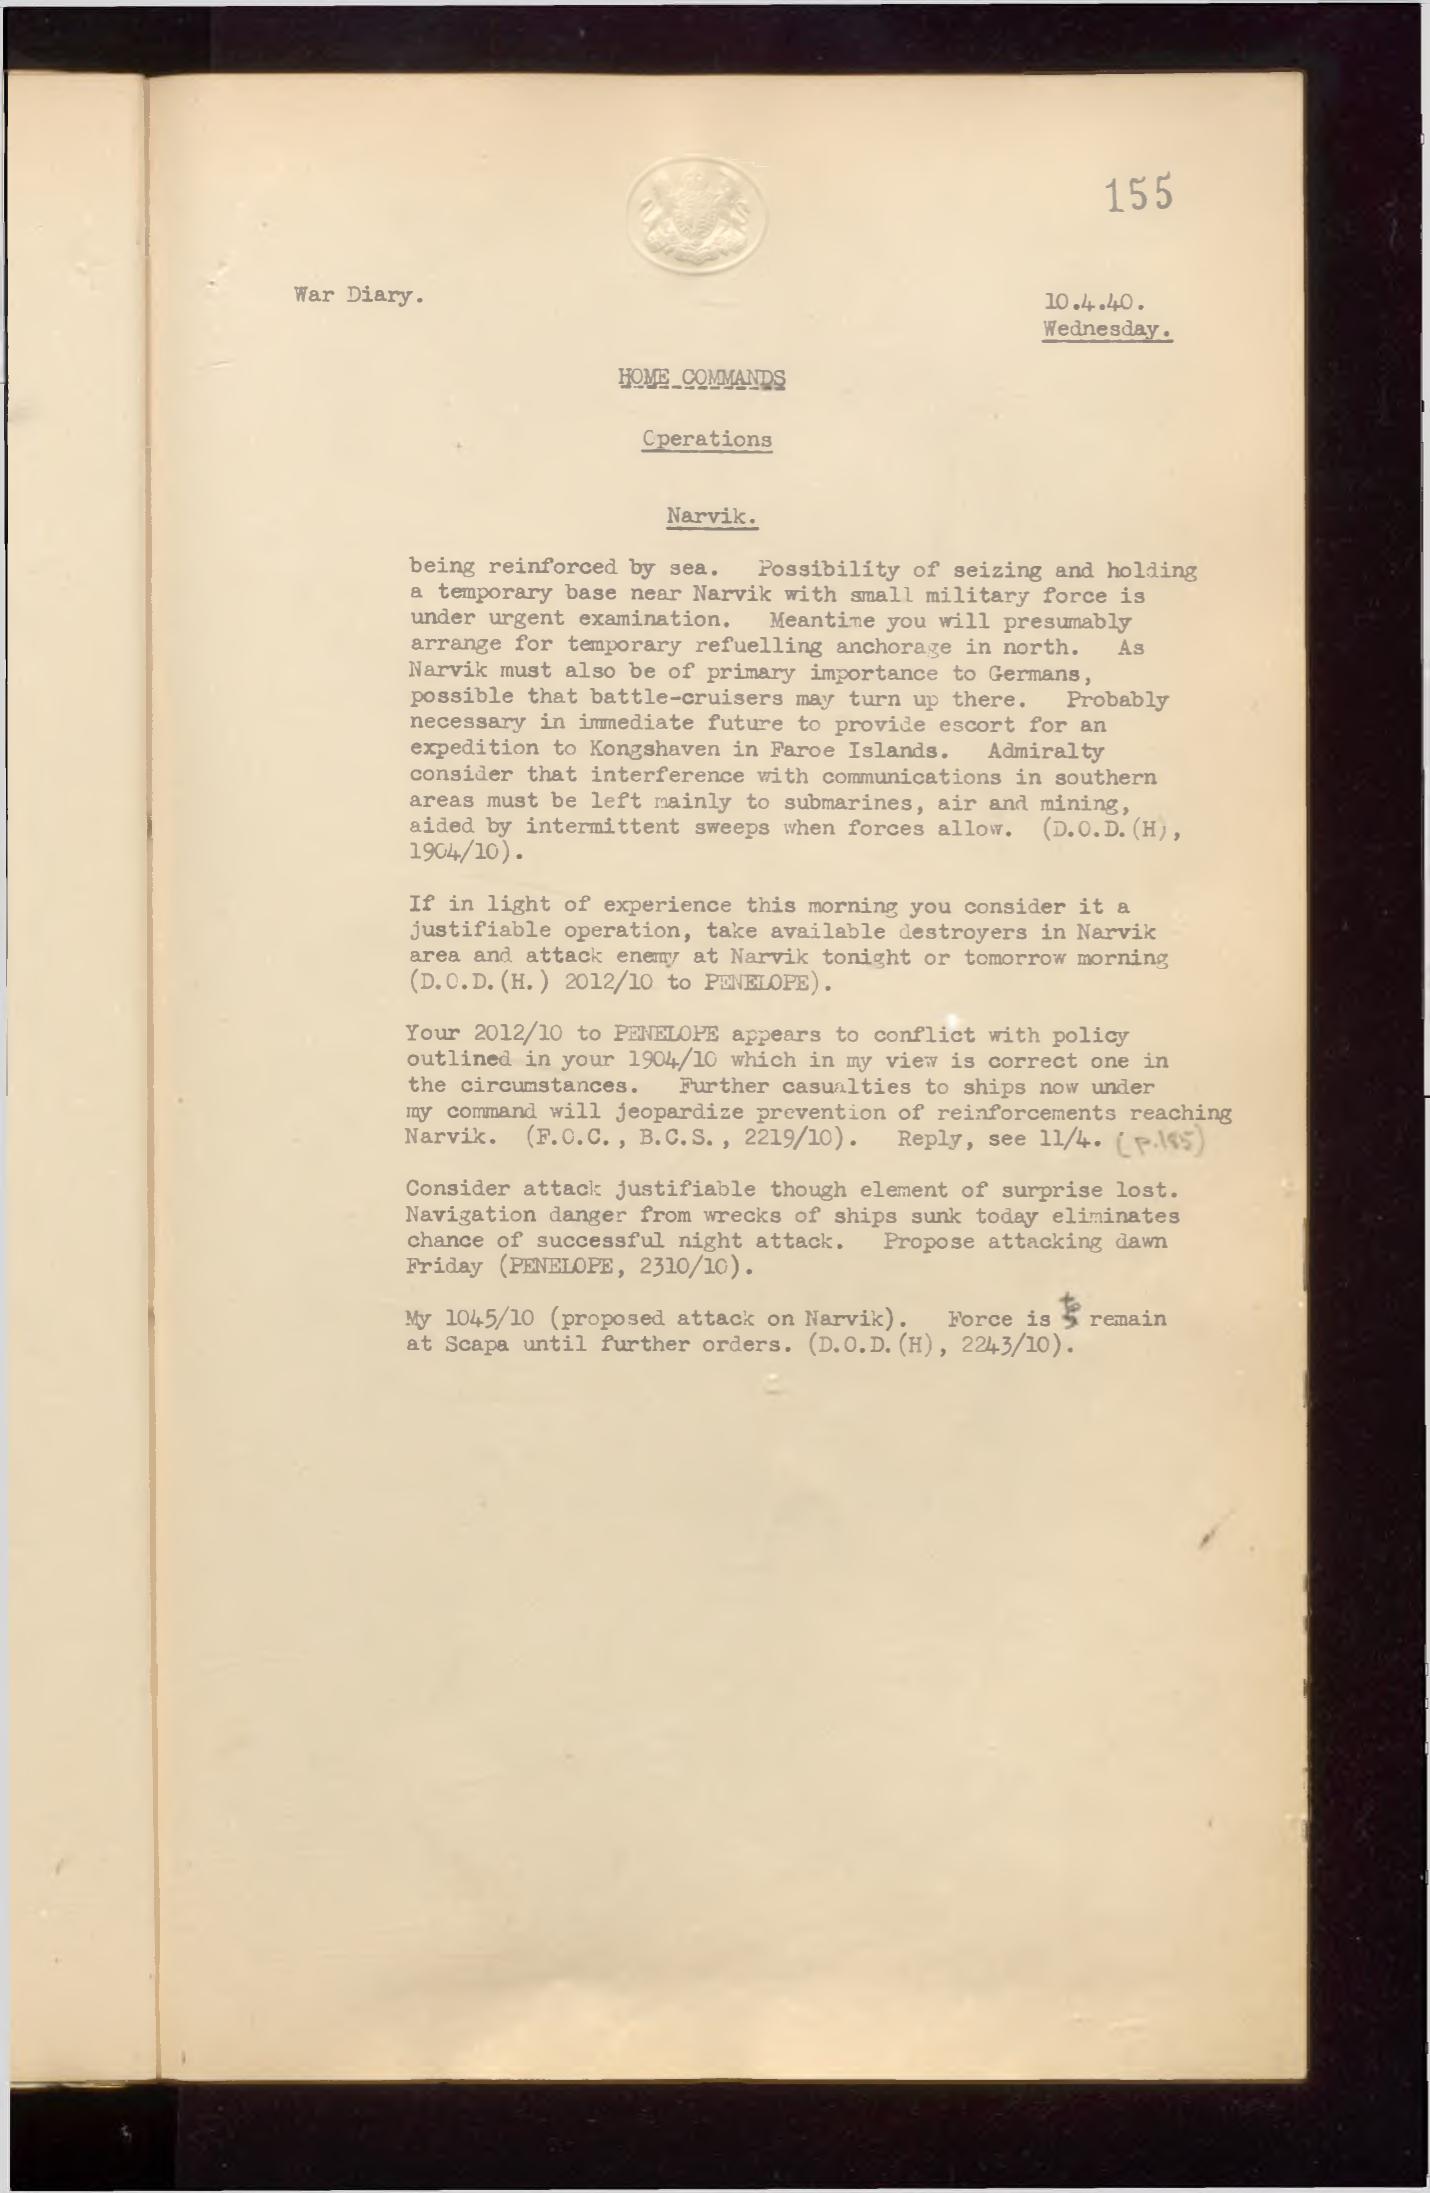 155
War Diary.
10.4.40.
Wednesday.
HOME COMMANDS
Operations
Narvik.
being reinforced by sea. Possibility of seizing and holding
a temporary base near Narvik with small military force is
under urgent examination. Meantime you will presumably
arrange for temporary refuelling anchorage in north. As
Narvik must also be of primary importance to Germans,
possible that battle-cruisers may turn up there. Probably
necessary in immediate future to provide escort for an
expedition to Kongshaven in Faroe Islands. Admiralty
consider that interference with communications in southern
areas must be left mainly to submarines, air and mining,
aided by intermittent sweeps when forces allow. (D.O.D.(H),
1904/10).
If in light of experience this morning you consider it a
justifiable operation, take available destroyers in Narvik
area and attack enemy at Narvik tonight or tomorrow morning
(D.O.D.(H.) 2012/10 to PENELOPE).
Your 2012/10 to PENELOPE appears to conflict with policy
outlined in your 1904/10 which in my view is correct one in
the circumstances. Further casualties to ships now under
my command will jeopardize prevention of reinforcements reaching
Narvik. (F.O.C., B.C.S., 2219/10). Reply, see 11/4. (p.185)
Consider attack justifiable though element of surprise lost.
Navigation danger from wrecks of ships sunk today eliminates
chance of successful night attack. Propose attacking dawn
Friday (PENELOPE, 2310/10).
My 1045/10 (proposed attack on Narvik). Force is to remain
at Scapa until further orders. (D.O.D.(H), 2243/10).